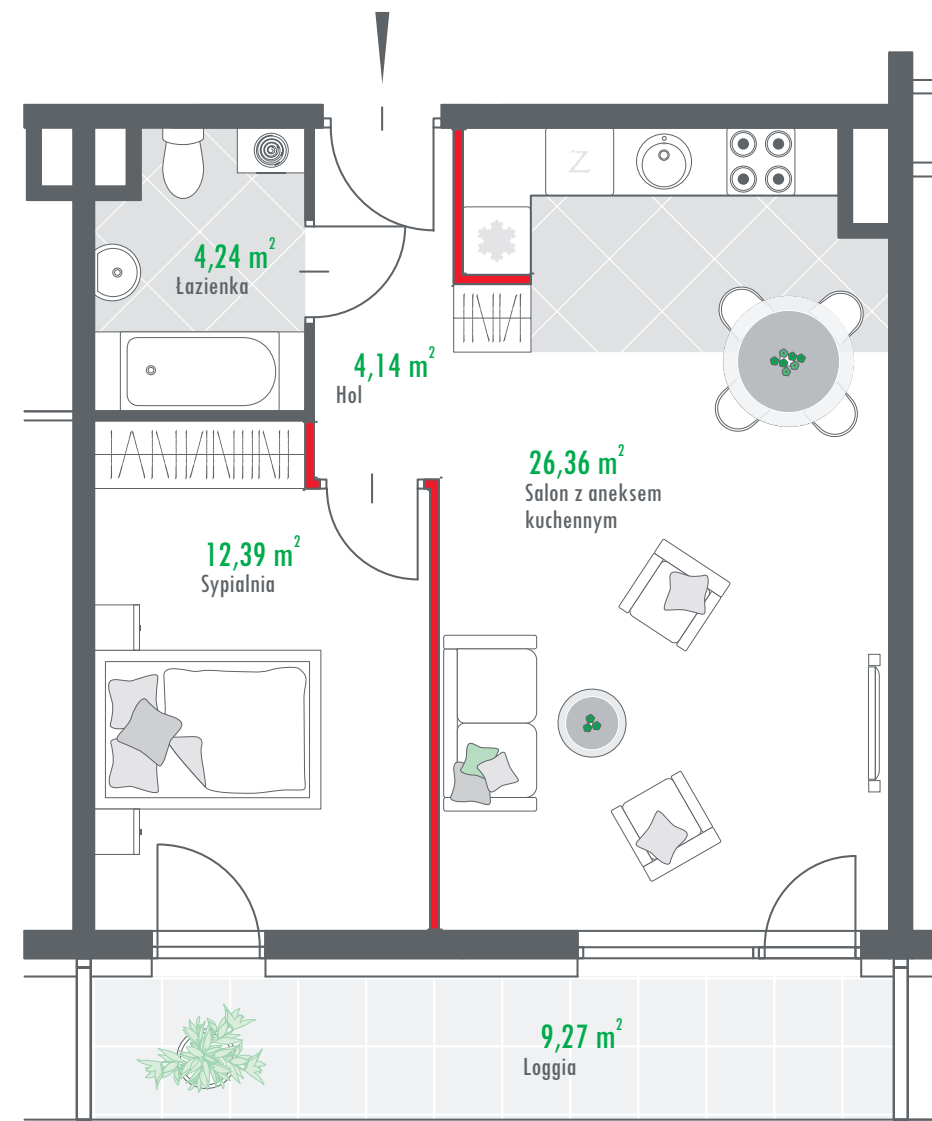 Z
4,24 m²
Łazienka
4,14 m²
Hol
26,36 m²
Salon z aneksem
kuchennym
12,39 m²
Sypialnia
9,27 m²
Loggia